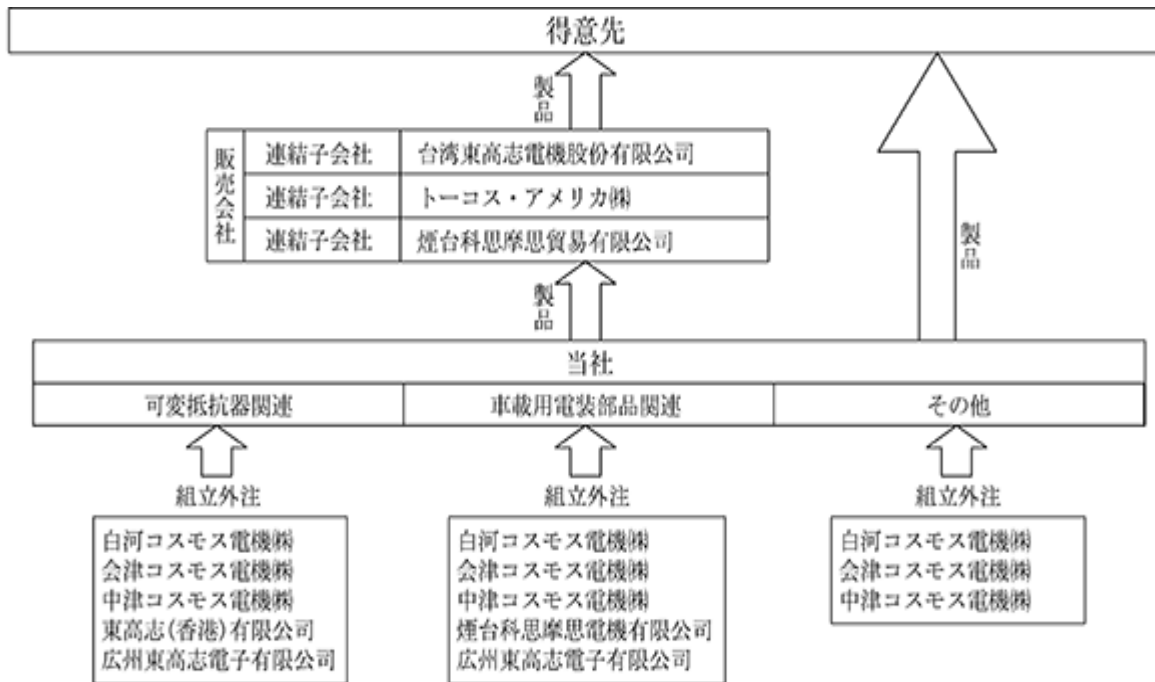 得意先
製品
販売会社
連結子会社 台湾東高志電機股份有限公司
連結子会社 トーコス・アメリカ㈱
連結子会社 煙台科思摩思貿易有限公司
製品
製品
当社
可変抵抗器関連 車載用電装部品関連 その他
組立外注 組立外注 組立外注
白河コスモス電機㈱
会津コスモス電機㈱
中津コスモス電機㈱
東高志(香港)有限公司
広州東高志電子有限公司
白河コスモス電機㈱
会津コスモス電機㈱
中津コスモス電機㈱
煙台科思摩思電機有限公司
広州東高志電子有限公司
白河コスモス電機㈱
会津コスモス電機㈱
中津コスモス電機㈱